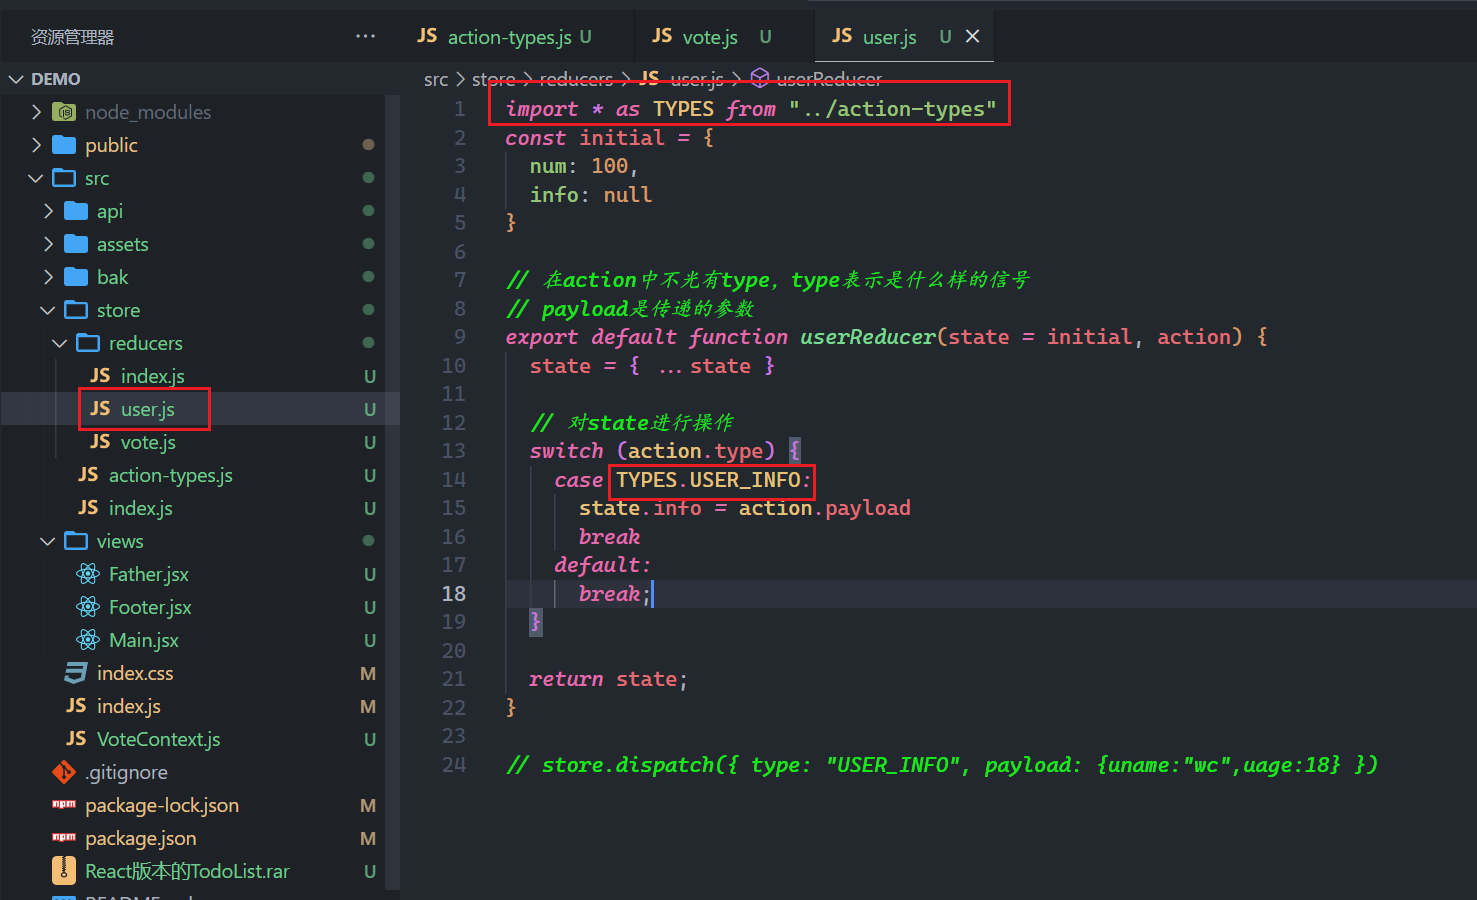 资源管理器 ···
DEMO
node_modules
public
src
api
assets
bak
store
reducers
JS index.js U
JS user.js U
JS vote.js U
JS action-types.js U
JS index.js U
views
Father.jsx U
Footer.jsx U
Main.jsx U
index.css M
JS index.js M
JS VoteContext.js U
.gitignore
package-lock.json M
package.json M
React版本的TodoList.rar U
JS action-types.js U
JS vote.js U
JS user.js U
src > store > reducers > JS user.js > userReducer
1 import * as TYPES from "../action-types"
2 const initial = {
3 num: 100,
4 info: null
5 }
6
7 // 在action中不光有type, type表示是什么样的信号
8 // payload是传递的参数
9 export default function userReducer(state = initial, action) {
10 state = { ...state }
11
12 // 对state进行操作
13 switch (action.type) {
14 case TYPES.USER_INFO:
15 state.info = action.payload
16 break
17 default:
18 break;
19 }
20
21 return state;
22 }
23
24 // store.dispatch({ type: "USER_INFO", payload: {uname:"wc",uage:18} })